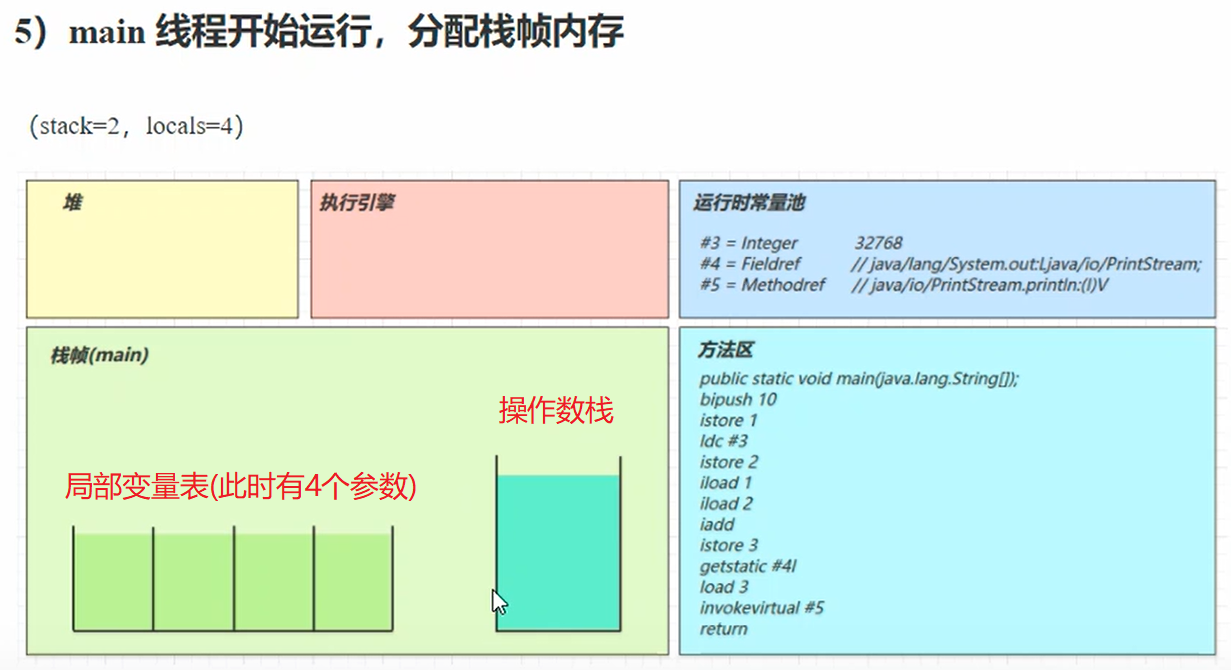 5）main 线程开始运行，分配栈帧内存
（stack=2，locals=4）
堆
执行引擎
运行时常量池
#3 = Integer 32768
#4 = Fieldref // java/lang/System.out:Ljava/io/PrintStream;
#5 = Methodref // java/io/PrintStream.println:(I)V
栈帧(main)
操作数栈
局部变量表(此时有4个参数)
方法区
public static void main(java.lang.String[]);
bipush 10
istore 1
ldc #3
istore 2
iload 1
iload 2
iadd
istore 3
getstatic #4l
load 3
invokevirtual #5
return